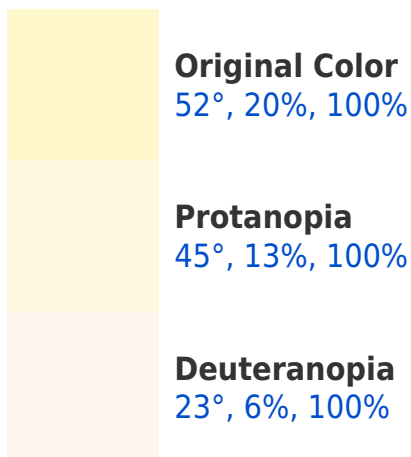 Original Color
52°, 20%, 100%
Protanopia
45°, 13%, 100%
Deuteranopia
23°, 6%, 100%